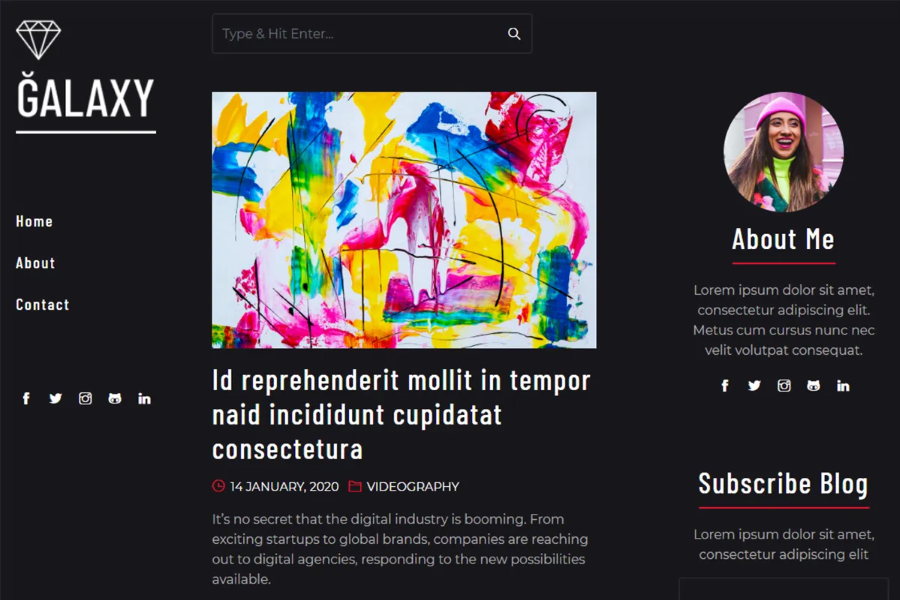 ĞALAXY
Home
About
Contact
Type & Hit Enter...
Id reprehenderit mollit in tempor
naid incididunt cupidatat
consectetura
14 JANUARY, 2020 VIDEOGRAPHY
It's no secret that the digital industry is booming. From
exciting startups to global brands, companies are reaching
out to digital agencies, responding to the new possibilities
available.
About Me
Lorem ipsum dolor sit amet,
consectetur adipiscing elit.
Metus cum cursus nunc nec
velit volutpat consequat.
Subscribe Blog
Lorem ipsum dolor sit amet,
consectetur adipiscing elit